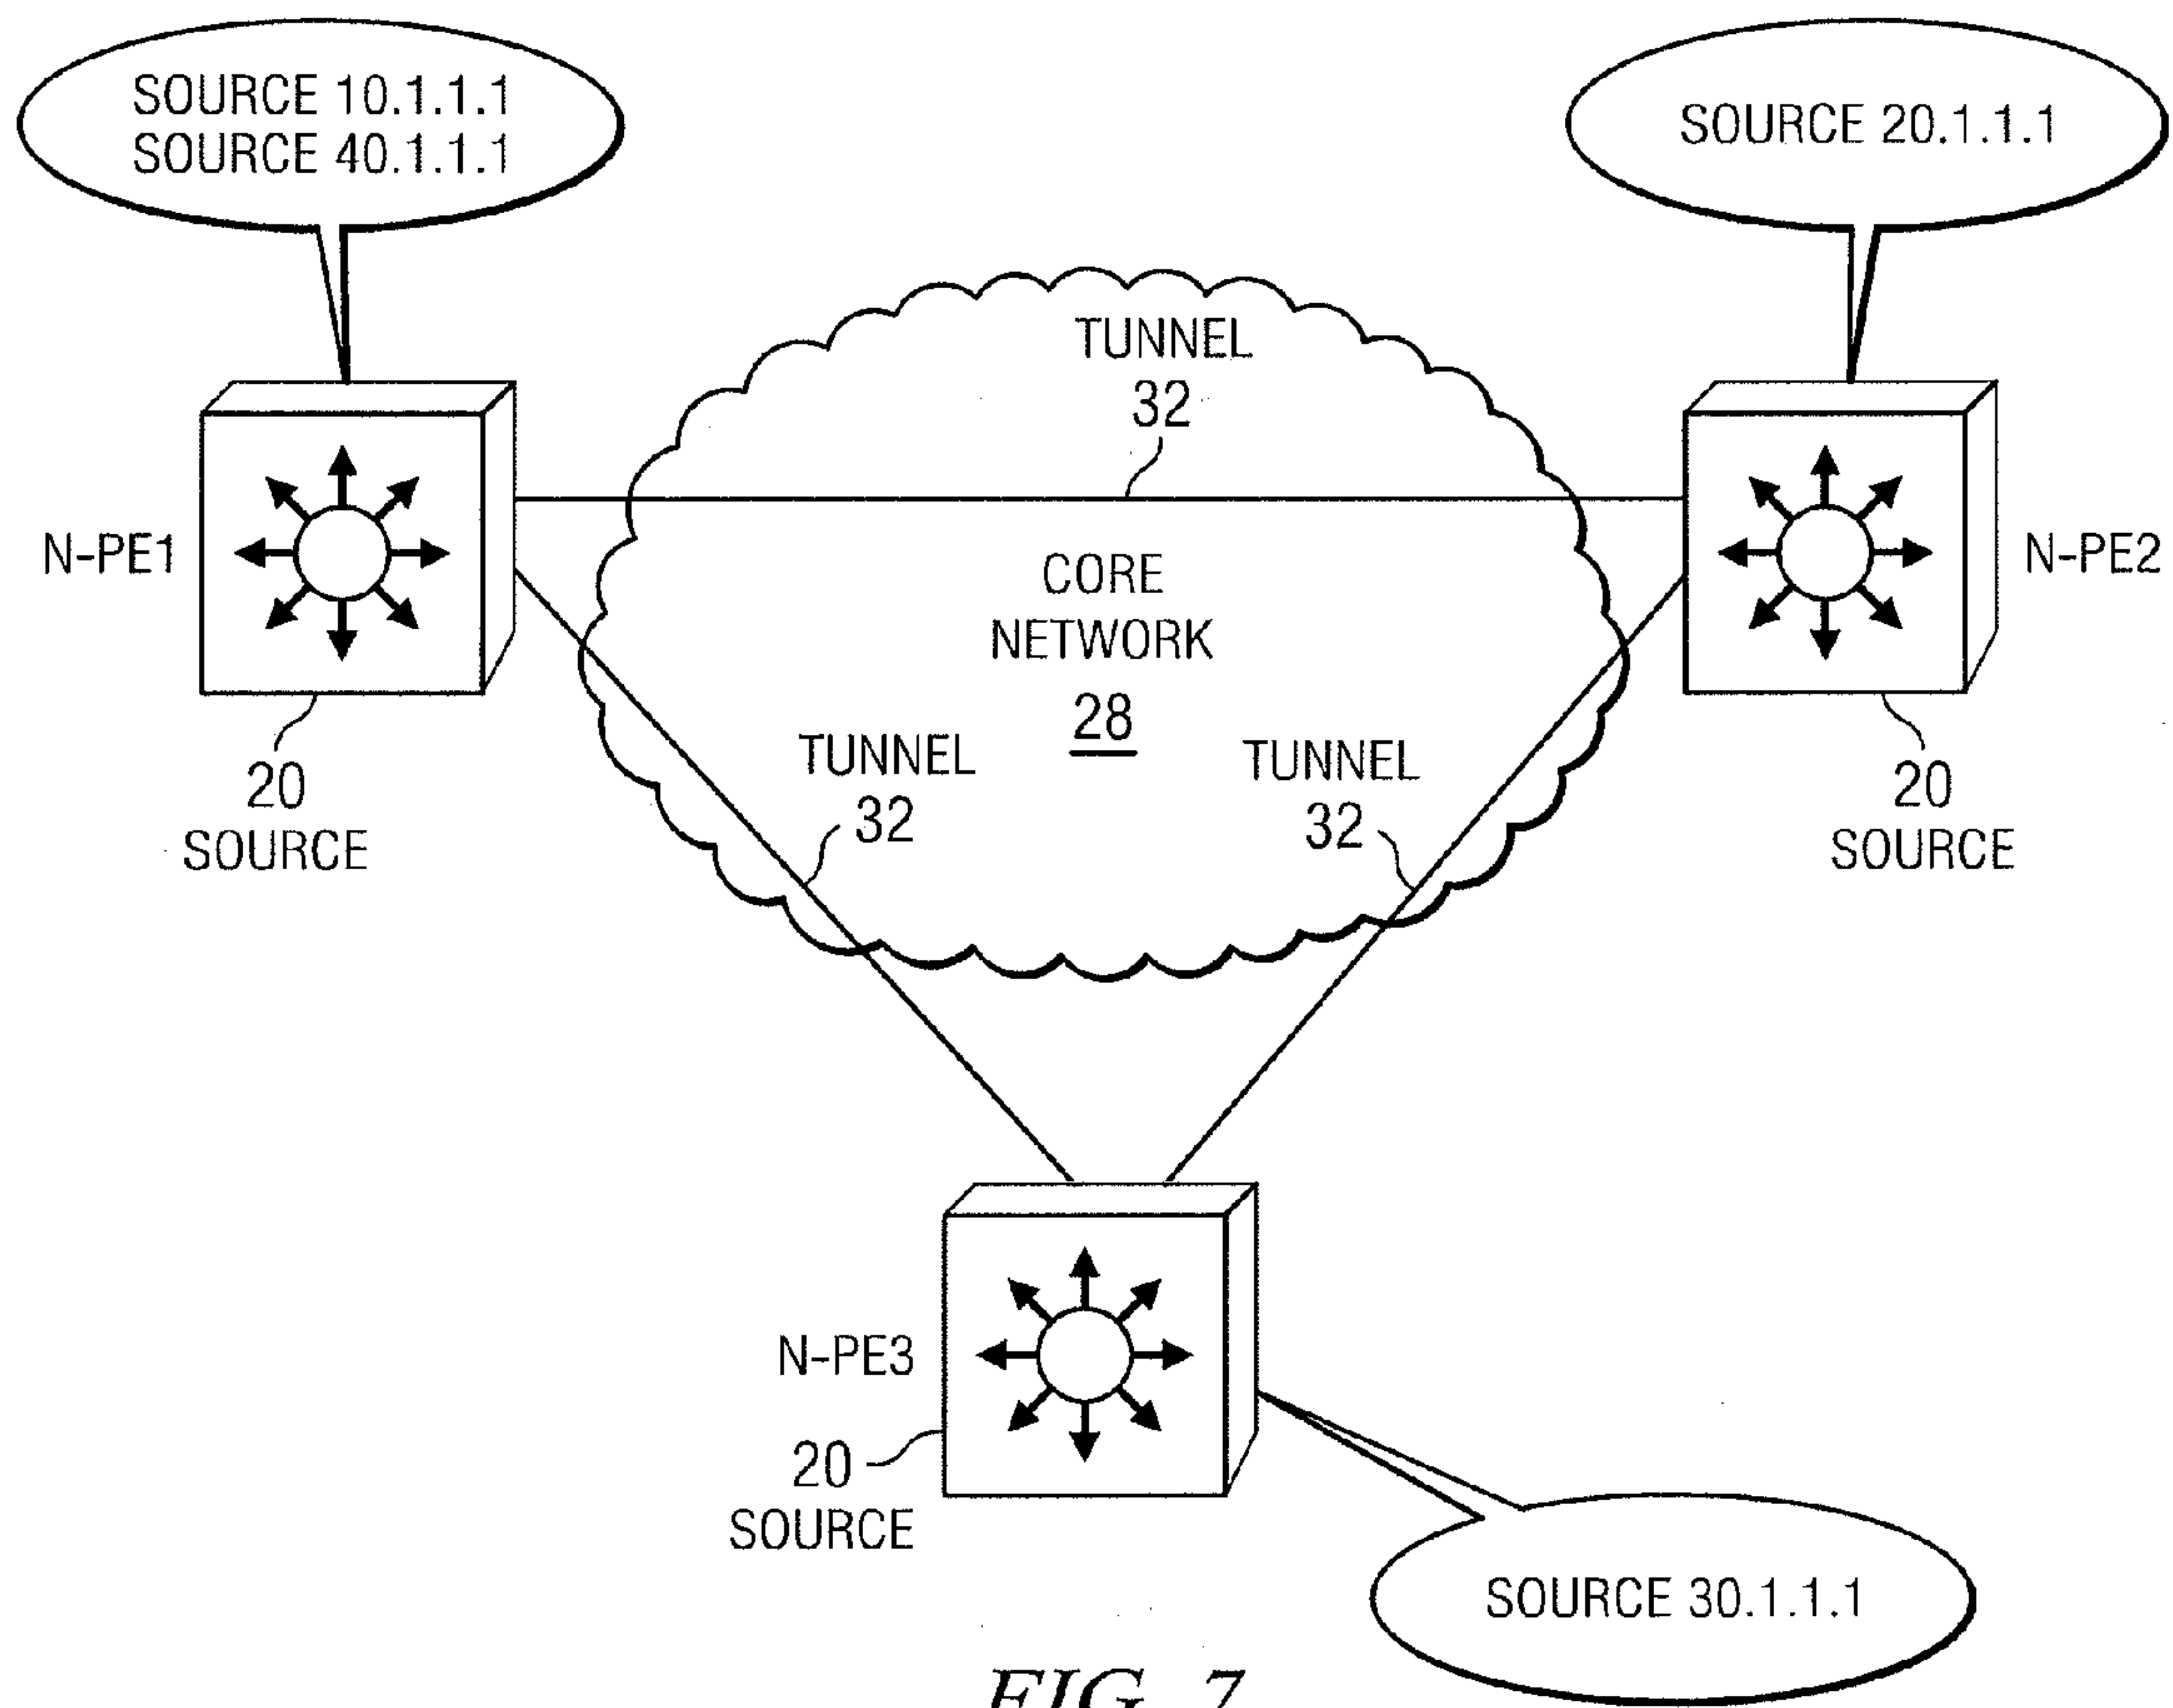 SOURCE 10.1.1.1
SOURCE 40.1.1.1
SOURCE 20.1.1.1
TUNNEL
32
N-PE1
CORE
NETWORK
28
N-PE2
20
SOURCE
TUNNEL
32
TUNNEL
32
20
SOURCE
N-PE3
20
SOURCE
SOURCE 30.1.1.1
FIG. 7